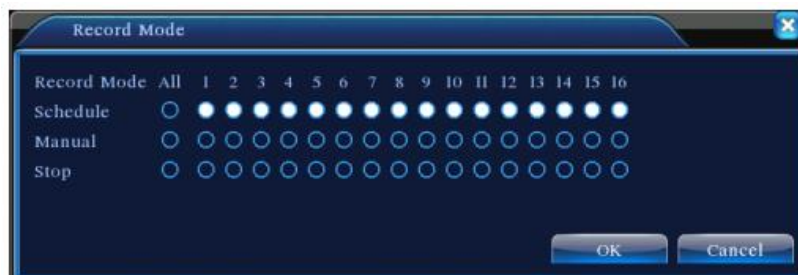 Record Mode
Record Mode All 1 2 3 4 5 6 7 8 9 10 11 12 13 14 15 16
Schedule
Manual
Stop
OK Cancel